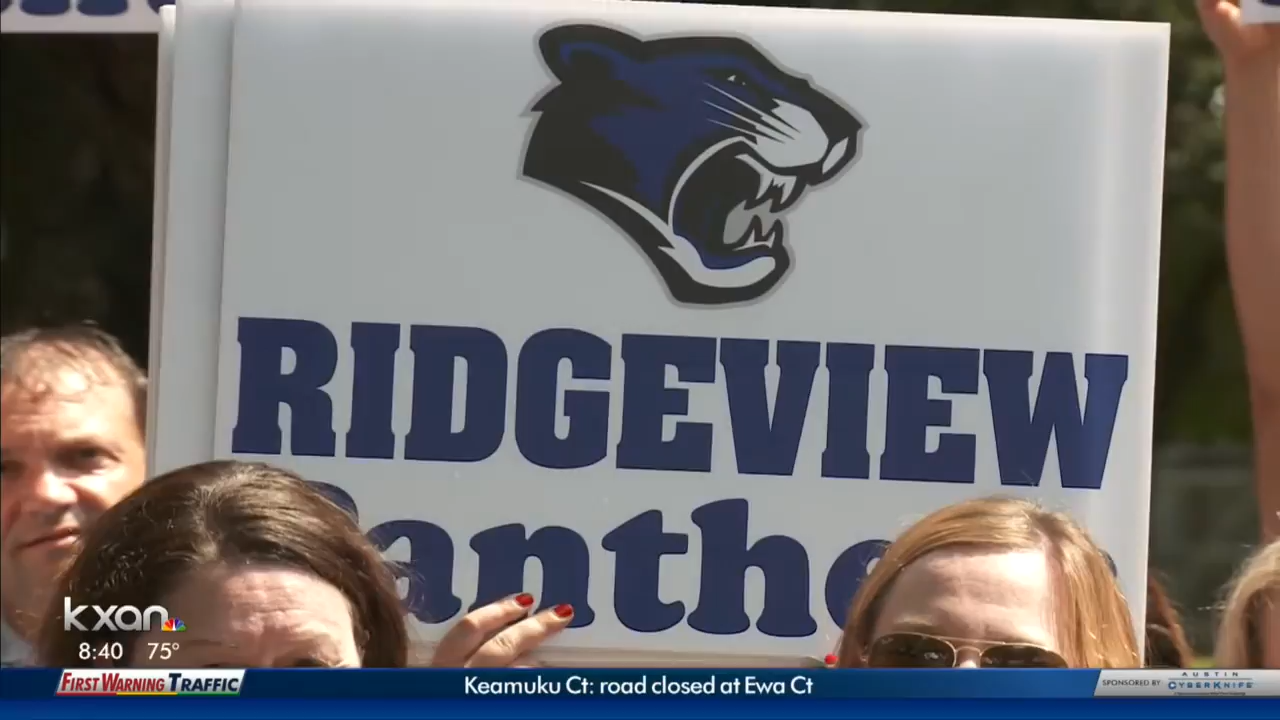 RIDGEVIEW
Panthe
kxan
8:40 75°
FIRST WARNING TRAFFIC
Keamuku Ct: road closed at Ewa Ct
SPONSORED BY
AUSTIN
CYBERKNIFE